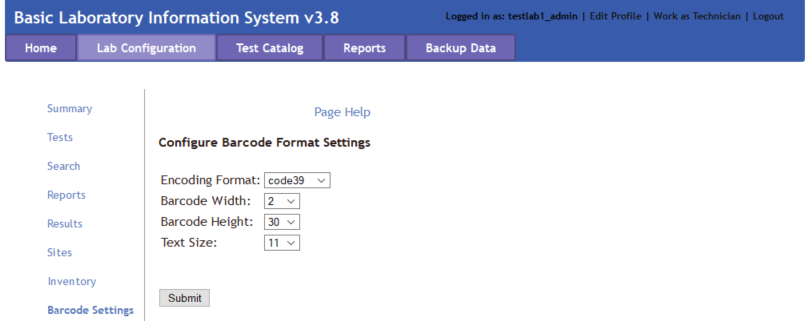 Basic Laboratory Information System v3.8
Logged in as: testlab1_admin | Edit Profile | Work as Technician | Logout
Home Lab Configuration Test Catalog Reports Backup Data
Summary
Tests
Search
Reports
Results
Sites
Inventory
Barcode Settings
Page Help
Configure Barcode Format Settings
Encoding Format: code39
Barcode Width: 2
Barcode Height: 30
Text Size: 11
Submit